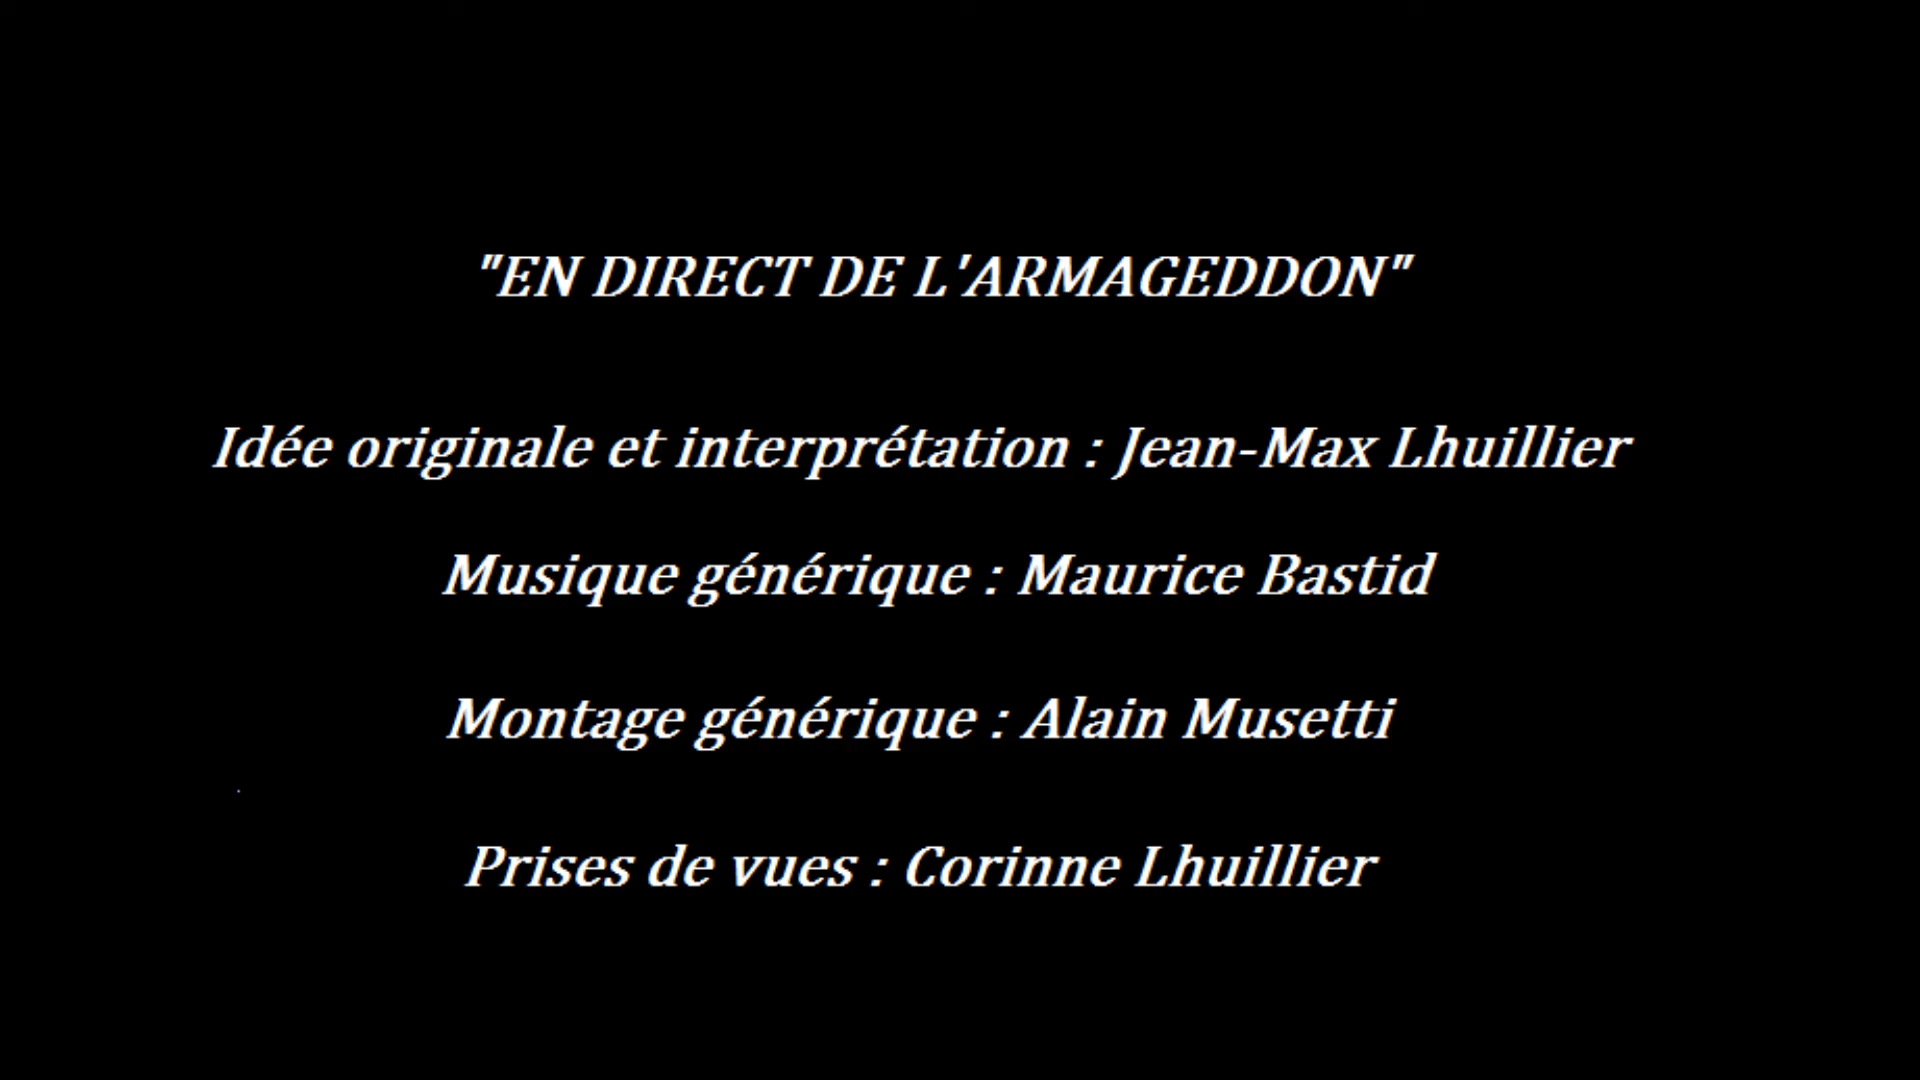 "EN DIRECT DE L'ARMAGEDDON"
Idée originale et interprétation : Jean-Max Lhuillier
Musique générique : Maurice Bastid
Montage générique : Alain Musetti
Prises de vues : Corinne Lhuillier